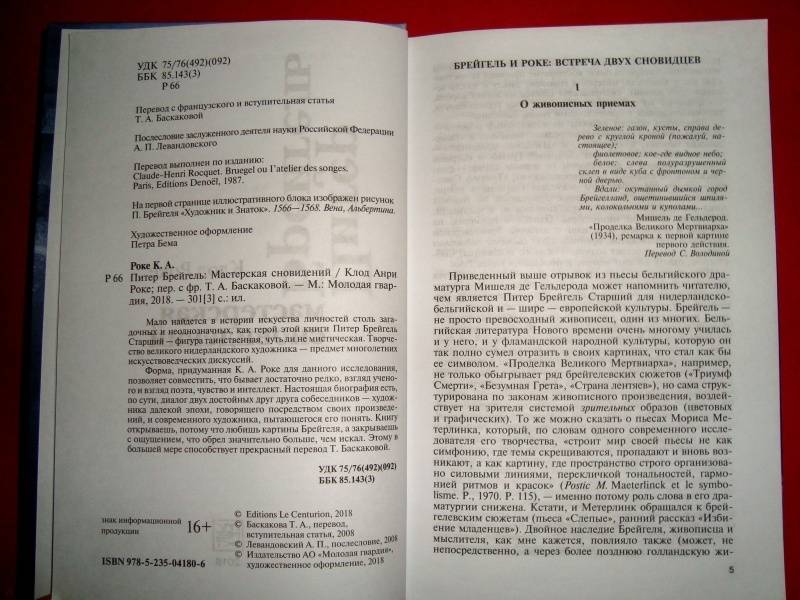 УДК 75/76(492)(092)
ББК 85.143(3)
Р 66
Перевод с французского и вступительная статья
Т. А. Баскаковой
Послесловие заслуженного деятеля науки Российской Федерации
А. П. Левандовского
Перевод выполнен по изданию:
Claude-Henri Rocquet. Bruegel ou l'atelier des songes.
Paris, Editions Denoël, 1987.
На первой странице иллюстративного блока изображен рисунок
П. Брейгеля «Художник и Знаток». 1566—1568. Вена, Альбертина.
Художественное оформление
Петра Бема
Роке К. А.
Р 66 Питер Брейгель: Мастерская сновидений / Клод Анри
Роке; пер. с фр. Т. А. Баскаковой. — М.: Молодая гвар-
дия, 2018. — 301[3] с.: ил.
Мало найдется в истории искусства личностей столь зага-
дочных и неоднозначных, как герой этой книги Питер Брейгель
Старший — фигура таинственная, чуть ли не мистическая. Творче-
ство великого нидерландского художника — предмет многолетних
искусствоведческих дискуссий.
Форма, придуманная К. А. Роке для данного исследования,
позволяет совместить, что бывает достаточно редко, взгляд учено-
го и взгляд поэта, чувство и интеллект. Настоящая биография есть,
по сути, диалог двух достойных друг друга собеседников — худож-
ника далекой эпохи, говорящего посредством своих произведе-
ний, и современного художника, пытающегося его понять. Книгу
открываешь, потому что любишь картины Брейгеля, а закрываешь
с ощущением, что обрел значительно больше, чем искал. Этому в
большей мере способствует прекрасный перевод Т. Баскаковой.
УДК 75/76(492)(092)
ББК 85.143(3)
знак информационной
продукции 16+
© Editions Le Centurion, 2018
© Баскакова Т. А., перевод,
вступительная статья, 2008
© Левандовский А. П., послесловие, 2008
© Издательство АО «Молодая гвардия»,
художественное оформление, 2018
ISBN 978-5-235-04180-6
БРЕЙГЕЛЬ И РОКЕ: ВСТРЕЧА ДВУХ СНОВИДЦЕВ
1
О живописных приемах
Зеленое: газон, кусты, справа де-
рево с круглой кроной (пожалуй, на-
стоящее);
фиолетовое: кое-где видное небо;
белое: слева полуразрушенный
склеп в виде куба с фронтоном и чер-
ной дверью.
Вдали: окутанный дымкой город
Брейгелланд, ощетинившийся шпиля-
ми, колокольнями и куполами...
Мишель де Гельдерод.
«Проделка Великого Мертвиарха»
(1934), ремарка к первой картине
первого действия.
Перевод С. Володиной
Приведенный выше отрывок из пьесы бельгийского дра-
матурга Мишеля де Гельдерода может напомнить читателю,
чем является Питер Брейгель Старший для нидерландско-
бельгийской и — шире — европейской культуры. Брейгель —
не просто превосходный живописец, один из многих. Бель-
гийская литература Нового времени очень многому училась
и у него, и у фламандской народной культуры, которую он
так полно сумел отразить в своих картинах, что стал как бы
ее символом. «Проделка Великого Мертвиарха», например,
не только обыгрывает ряд брейгелевских сюжетов («Триумф
Смерти», «Безумная Грета», «Страна лентяев»), но сама струк-
турирована по законам живописного произведения, воздей-
ствует на зрителя системой зрительных образов (цветовых
и графических). То же можно сказать о пьесах Мориса Ме-
терлинка, который, по словам одного современного иссле-
дователя его творчества, «строит мир своей пьесы не как
симфонию, где темы скрещиваются, пропадают и вновь воз-
никают, а как картину, где пространство строго организова-
но силовыми линиями, перекличкой тональностей, гармо-
нией ритмов и красок» (Postic M. Maeterlinck et le symbo-
lisme. P., 1970. P. 115), — именно потому роль слова в его дра-
матургии снижена. Кстати, и Метерлинк обращался к брей-
гелевским сюжетам (пьеса «Слепые», ранний рассказ «Изби-
ение младенцев»). Двойное наследие Брейгеля, живописца и
мыслителя, как мне кажется, повлияло также (может, не
непосредственно, а через более позднюю голландскую жи-
5